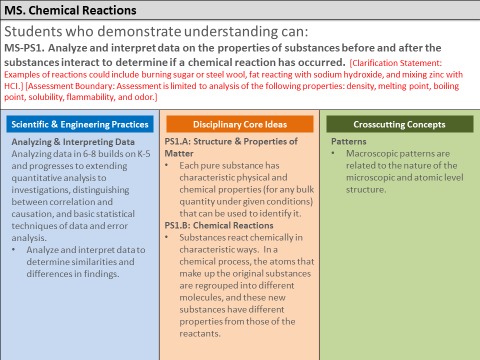 MS. Chemical Reactions
Students who demonstrate understanding can:
MS-PS1. Analyze and interpret data on the properties of substances before and after the
substances interact to determine if a chemical reaction has occurred. [Clarification Statement:
Examples of reactions could include burning sugar or steel wool, fat reacting with sodium hydroxide, and mixing zinc with
HCl.] [Assessment Boundary: Assessment is limited to analysis of the following properties: density, melting point, boiling
point, solubility, flammability, and odor.]
Scientific & Engineering Practices
Analyzing & Interpreting Data
Analyzing data in 6-8 builds on K-5
and progresses to extending
quantitative analysis to
investigations, distinguishing
between correlation and
causation, and basic statistical
techniques of data and error
analysis.
• Analyze and interpret data to
determine similarities and
differences in findings.
Disciplinary Core Ideas
PS1.A: Structure & Properties of
Matter
• Each pure substance has
characteristic physical and
chemical properties (for any bulk
quantity under given conditions)
that can be used to identify it.
PS1.B: Chemical Reactions
• Substances react chemically in
characteristic ways. In a
chemical process, the atoms that
make up the original substances
are regrouped into different
molecules, and these new
substances have different
properties from those of the
reactants.
Crosscutting Concepts
Patterns
• Macroscopic patterns are
related to the nature of the
microscopic and atomic level
structure.